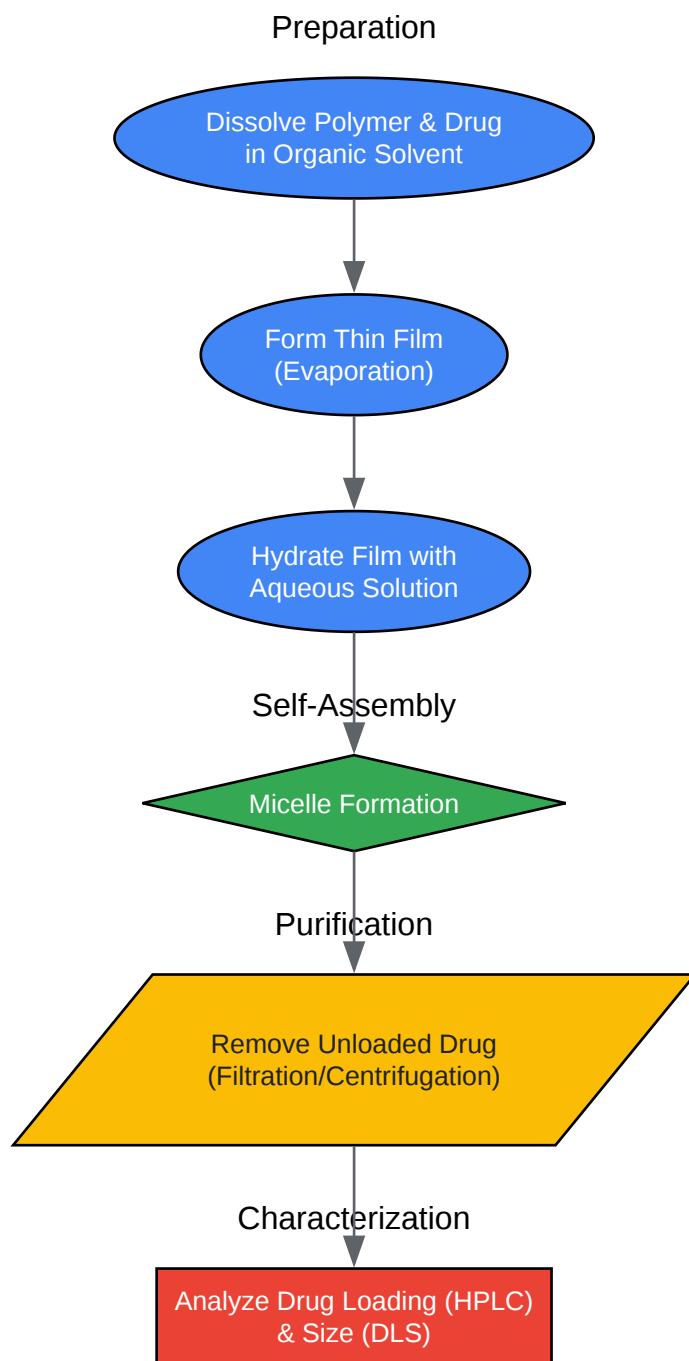 Preparation
Dissolve Polymer & Drug
in Organic Solvent
Form Thin Film
(Evaporation)
Hydrate Film with
Aqueous Solution
Self-Assembly
Micelle Formation
Purification
Remove Unloaded Drug
(Filtration/Centrifugation)
Characterization
Analyze Drug Loading (HPLC)
& Size (DLS)